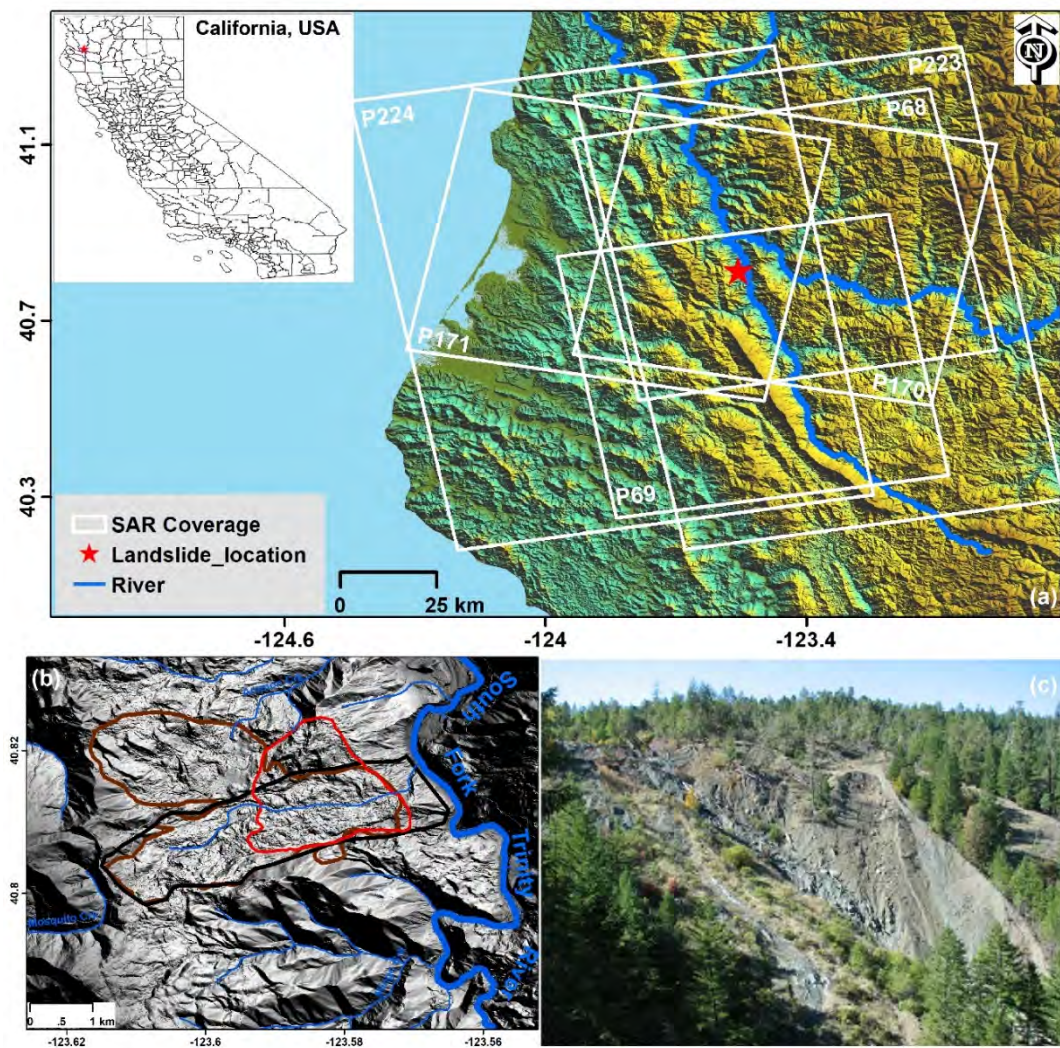 California, USA
N
P223
P68
P224
41.1
40.7
P171
P170
40.3
P69
SAR Coverage
Landslide_location
River
0 25 km
(a)
-124.6 -124 -123.4
(b)
South
Fork
Trinity
River
40.82
40.8
0 .5 1 km
-123.62 -123.6 -123.58 -123.56
(c)